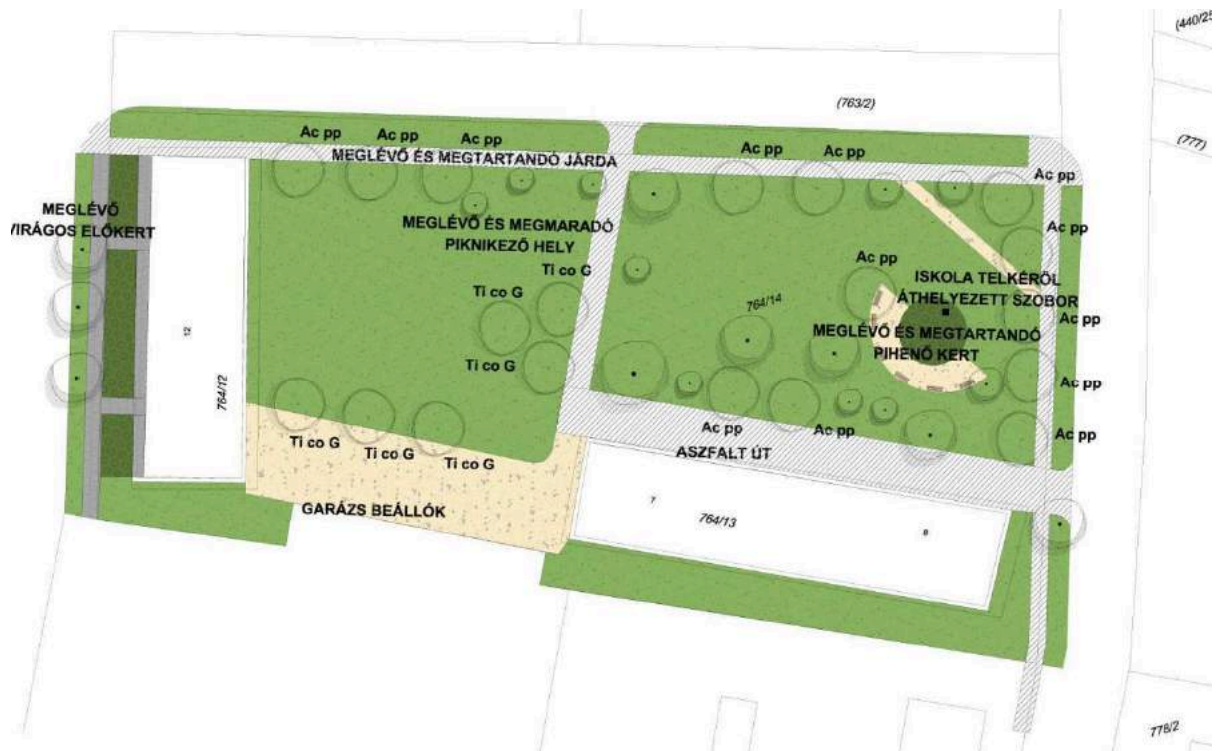 (440/25
(763/2)
(777)
Ac pp
Ac pp
Ac pp
Ac pp
Ac pp
MEGLÉVŐ ÉS MEGTARTANDÓ JÁRDA
Ac pp
MEGLÉVŐ
VIRÁGOS ELŐKERT
MEGLÉVŐ ÉS MEGMARADÓ
PIKNIKEZŐ HELY
Ac pp
Ti co G
Ac pp
ISKOLA TELKÉRŐL
ÁTHELYEZETT SZOBOR
Ti co G
764/14
Ac pp
MEGLÉVŐ ÉS MEGTARTANDÓ
PIHENŐ KERT
12
Ti co G
764/12
Ac pp
Ac pp
Ac pp
Ac pp
Ti co G
Ti co G
Ti co G
ASZFALT ÚT
GARÁZS BEÁLLÓK
7
764/13
778/2